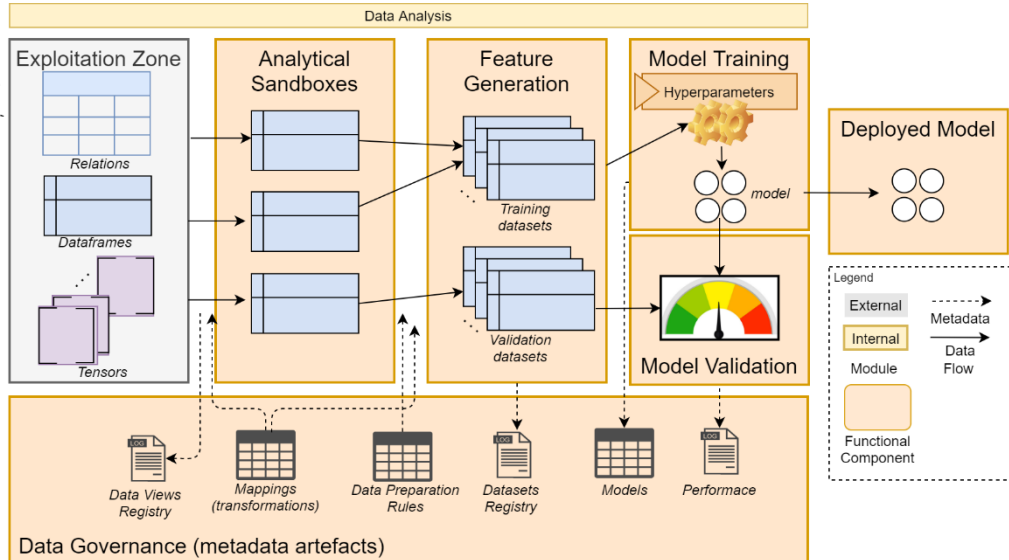 Data Analysis
Exploitation Zone
Relations
Dataframes
Tensors
Analytical
Sandboxes
Feature
Generation
Training
datasets
Validation
datasets
Model Training
Hyperparameters
model
Model Validation
Deployed Model
Legend
External
Metadata
Internal
Data
Flow
Module
Functional
Component
LOG
Data Views
Registry
Mappings
(transformations)
Data Preparation
Rules
LOG
Datasets
Registry
Models
LOG
Performace
Data Governance (metadata artefacts)